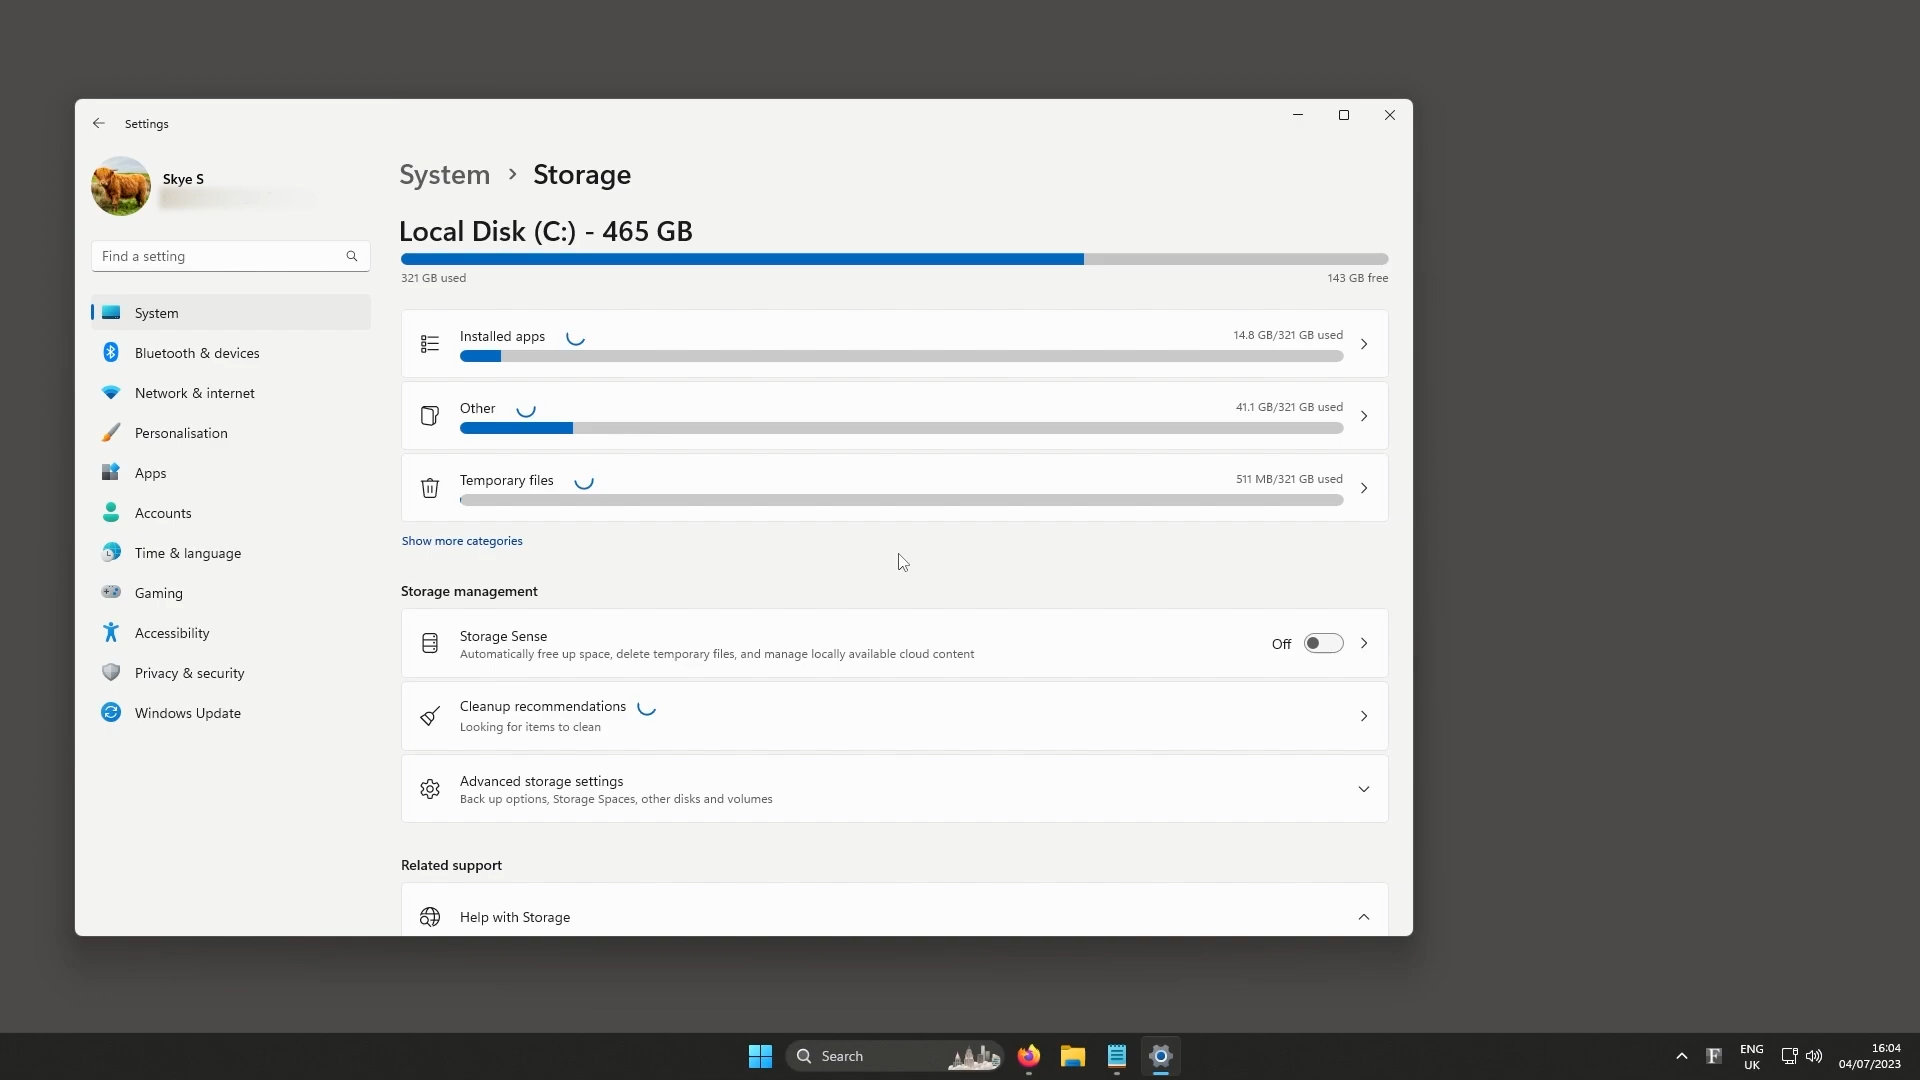 Settings
Skye S
Find a setting
System
Bluetooth & devices
Network & internet
Personalisation
Apps
Accounts
Time & language
Gaming
Accessibility
Privacy & security
Windows Update
System > Storage
Local Disk (C:) - 465 GB
321 GB used
143 GB free
Installed apps
14.8 GB/321 GB used
Other
41.1 GB/321 GB used
Temporary files
511 MB/321 GB used
Show more categories
Storage management
Storage Sense
Automatically free up space, delete temporary files, and manage locally available cloud content
Off
Cleanup recommendations
Looking for items to clean
Advanced storage settings
Back up options, Storage Spaces, other disks and volumes
Related support
Help with Storage
Search
F
ENG
UK
16:04
04/07/2023